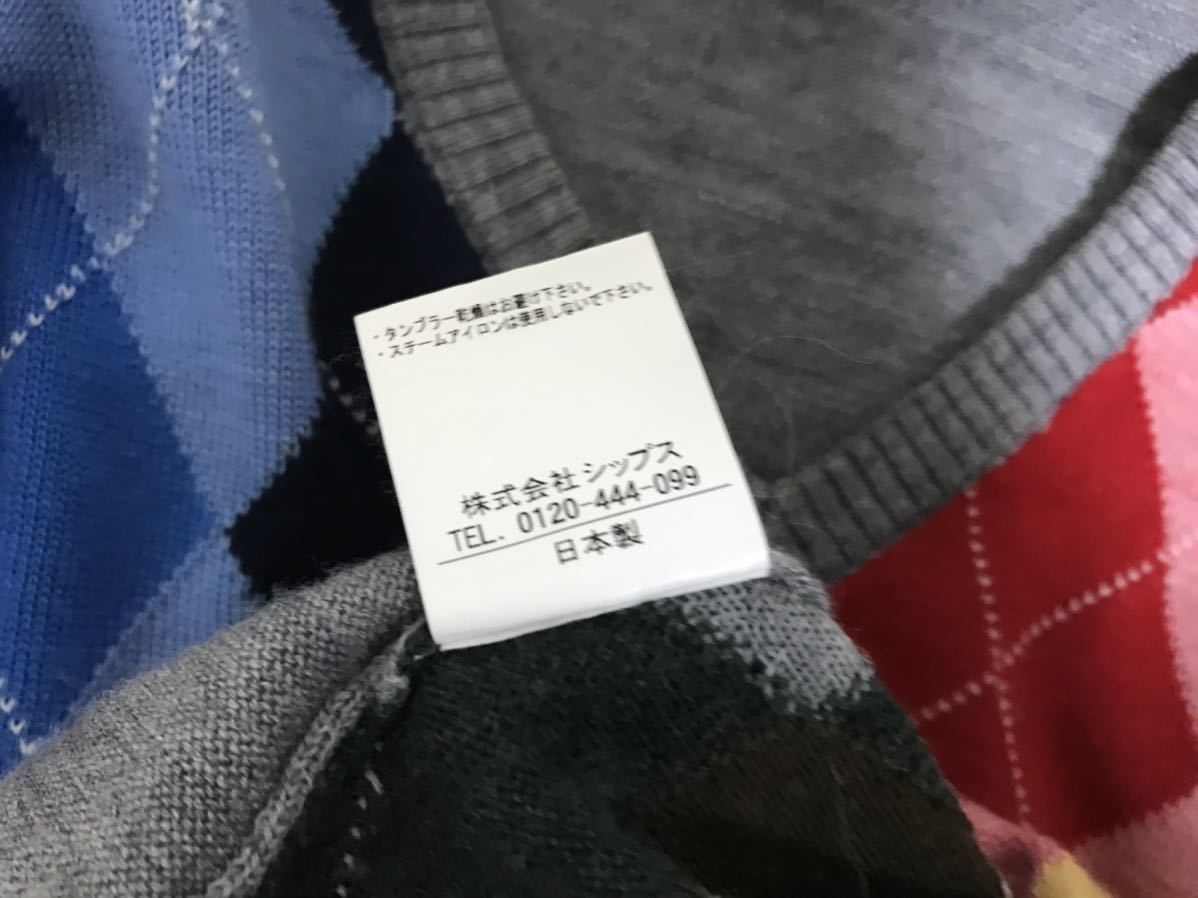 ・タンブラー乾燥はお避け下さい。
・スチームアイロンは使用しないで下さい。
株式会社シップス
TEL. 0120-444-099
日本製